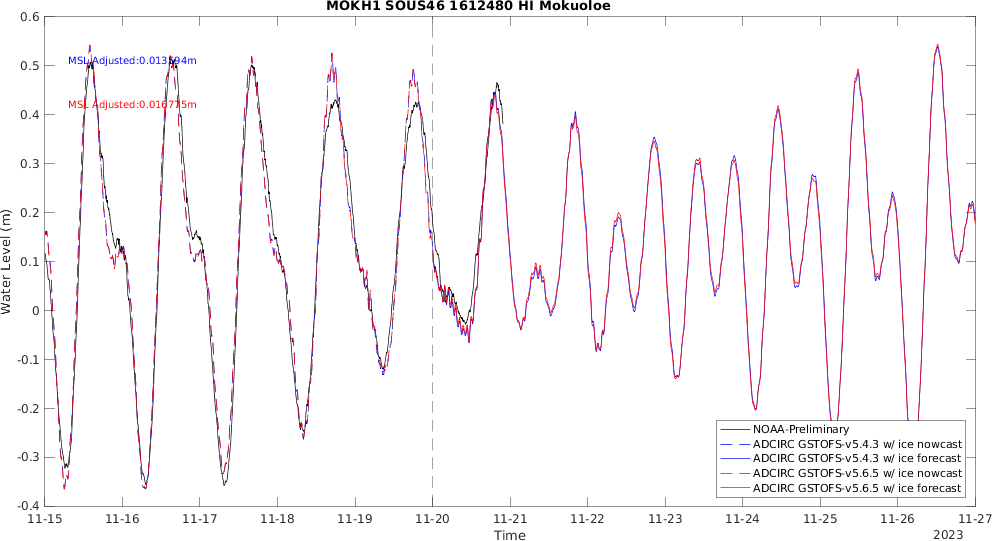 MOKH1 SOUS46 1612480 HI Mokuoloe
MSL Adjusted:
MSL Adjusted:0.016775m
Water Level (m)
0.6
0.5
0.4
0.3
0.2
0.1
0
-0.1
-0.2
-0.3
-0.4
NOAA-Preliminary
ADCIRC GSTOFS-v5.4.3 w/ ice nowcast
ADCIRC GSTOFS-v5.4.3 w/ ice forecast
ADCIRC GSTOFS-v5.6.5 w/ ice nowcast
ADCIRC GSTOFS-v5.6.5 w/ ice forecast
11-15 11-16 11-17 11-18 11-19 11-20 11-21 11-22 11-23 11-24 11-25 11-26 11-27
Time
2023